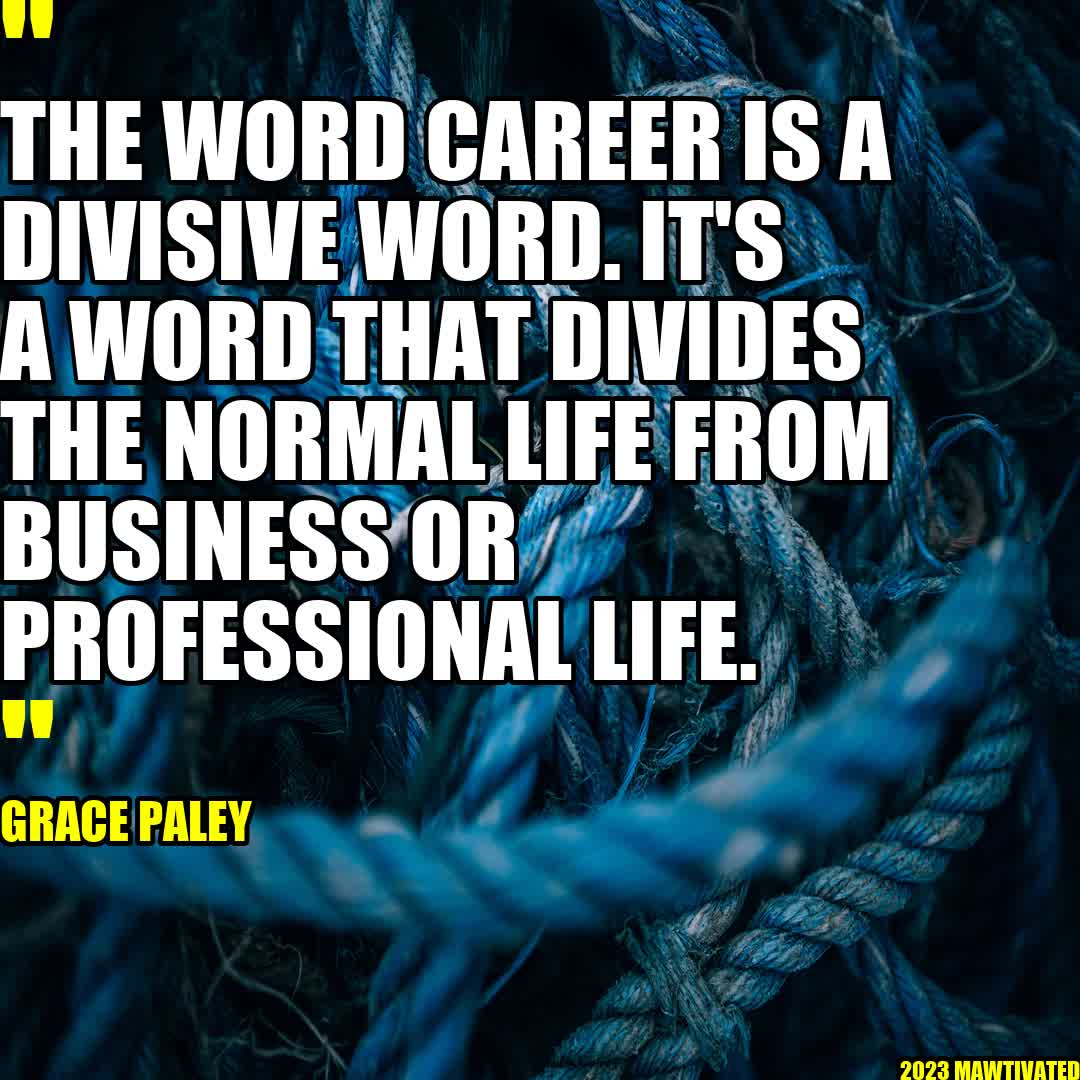 "
THE WORD CAREER IS A
DIVISIVE WORD. IT'S
A WORD THAT DIVIDES
THE NORMAL LIFE FROM
BUSINESS OR
PROFESSIONAL LIFE.
"
GRACE PALEY
2023 MAWTIVATED